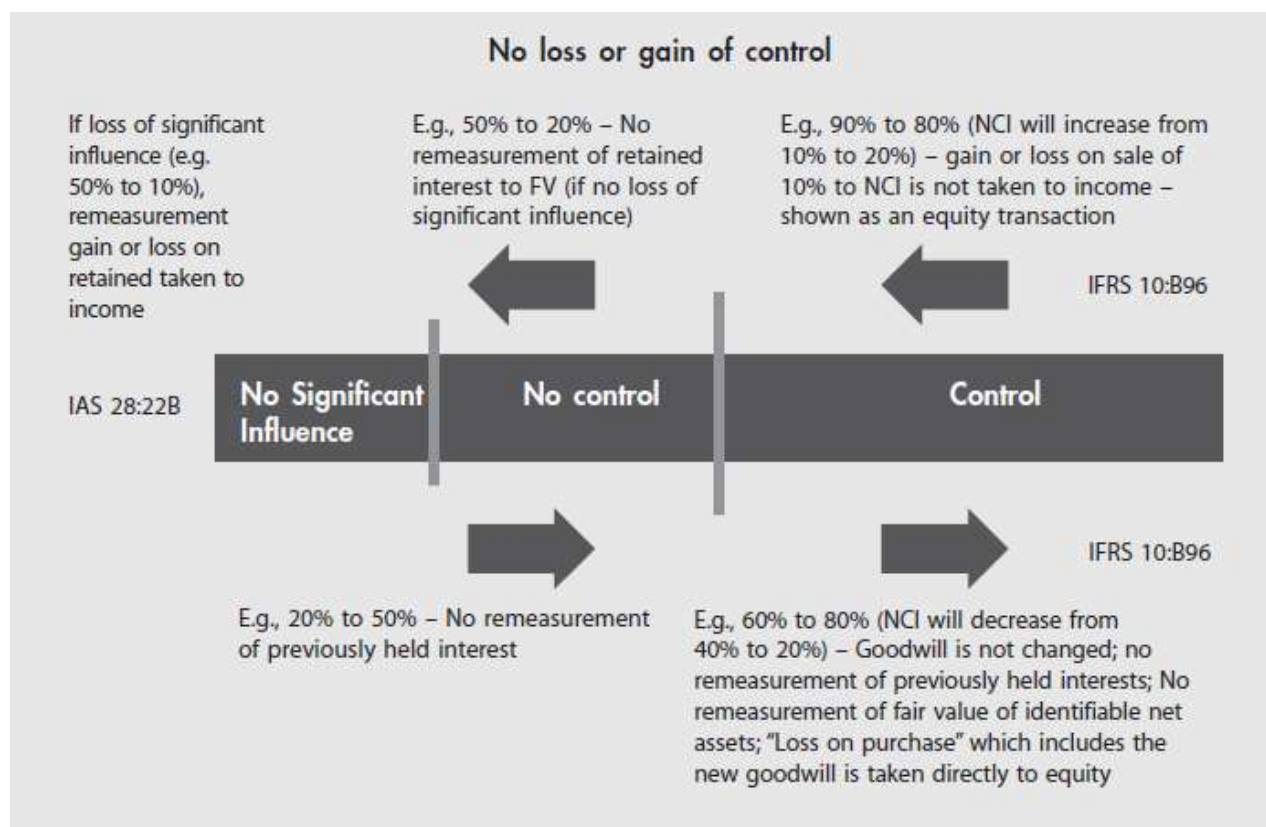 No loss or gain of control
If loss of significant
influence (e.g.
50% to 10%),
remeasurement
gain or loss on
retained taken to
income
E.g., 50% to 20% – No
remeasurement of retained
interest to FV (if no loss of
significant influence)
E.g., 90% to 80% (NCI will increase from
10% to 20%) – gain or loss on sale of
10% to NCI is not taken to income –
shown as an equity transaction
IFRS 10:B96
IAS 28:22B
No Significant
Influence
No control
Control
IFRS 10:B96
E.g., 20% to 50% – No remeasurement
of previously held interest
E.g., 60% to 80% (NCI will decrease from
40% to 20%) – Goodwill is not changed; no
remeasurement of previously held interests; No
remeasurement of fair value of identifiable net
assets; “Loss on purchase” which includes the
new goodwill is taken directly to equity